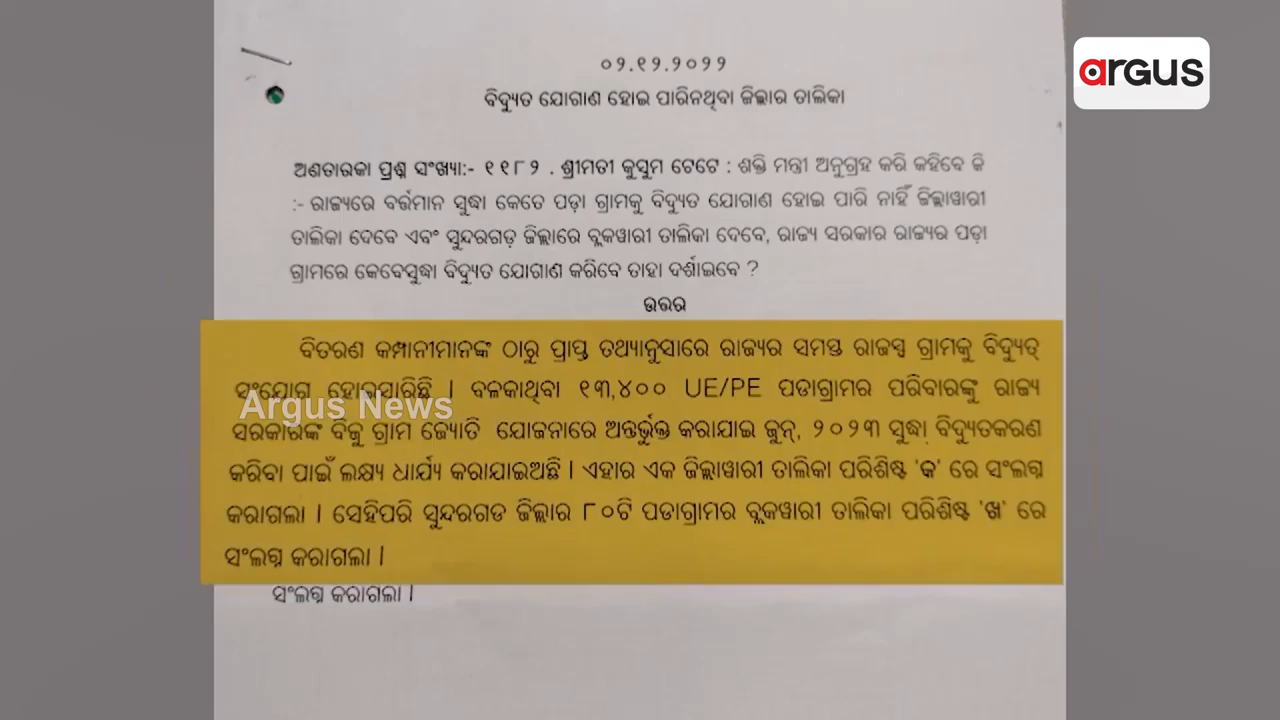 argus
୦୨.୧୨.୨୦୨୨
ବିଦ୍ୟୁତ ଯୋଗାଣ ହୋଇ ପାରିନଥିବା ଜିଲ୍ଲାର ତାଲିକା
ଅଣତାରକା ପ୍ରଶ୍ନ ସଂଖ୍ୟା:- ୧୧୮୨ . ଶ୍ରୀମତୀ କୁସୁମ ଟେଟେ : ଶକ୍ତି ମନ୍ତ୍ରୀ ଅନୁଗ୍ରହ କରି କହିବେ କି
:- ରାଜ୍ୟରେ ବର୍ତ୍ତମାନ ସୁଦ୍ଧା କେତେ ପଡ଼ା ଗ୍ରାମକୁ ବିଦ୍ୟୁତ ଯୋଗାଣ ହୋଇ ପାରି ନାହିଁ ଜିଲ୍ଲାୱାରୀ
ତାଲିକା ଦେବେ ଏବଂ ସୁନ୍ଦରଗଡ଼ ଜିଲ୍ଲାରେ ବ୍ଲକୱାରୀ ତାଲିକା ଦେବେ, ରାଜ୍ୟ ସରକାର ରାଜ୍ୟର ପଡ଼ା
ଗ୍ରାମରେ କେବେସୁଦ୍ଧା ବିଦ୍ୟୁତ ଯୋଗାଣ କରିବେ ତାହା ଦର୍ଶାଇବେ ?
ଉତ୍ତର
ବିତରଣ କମ୍ପାନୀମାନଙ୍କ ଠାରୁ ପ୍ରାପ୍ତ ତଥ୍ୟାନୁସାରେ ରାଜ୍ୟର ସମସ୍ତ ରାଜସ୍ୱ ଗ୍ରାମକୁ ବିଦ୍ୟୁତ୍
ସଂଯୋଗ ହୋଇସାରିଛି । ବଳକାଥିବା ୧୩,୪୦୦ UE/PE ପଡାଗ୍ରାମର ପରିବାରଙ୍କୁ ରାଜ୍ୟ
Argus News
ସରକାରଙ୍କ ବିଜୁ ଗ୍ରାମ ଜ୍ୟୋତି ଯୋଜନାରେ ଅନ୍ତର୍ଭୁକ୍ତ କରାଯାଇ ଜୁନ୍, ୨୦୨୩ ସୁଦ୍ଧା ବିଦ୍ୟୁତକରଣ
କରିବା ପାଇଁ ଲକ୍ଷ୍ୟ ଧାର୍ଯ୍ୟ କରାଯାଇଅଛି । ଏହାର ଏକ ଜିଲ୍ଲାୱାରୀ ତାଲିକା ପରିଶିଷ୍ଟ 'କ' ରେ ସଂଲଗ୍ନ
କରାଗଲା । ସେହିପରି ସୁନ୍ଦରଗଡ ଜିଲ୍ଲାର ୮୦ଟି ପଡାଗ୍ରାମର ବ୍ଲକୱାରୀ ତାଲିକା ପରିଶିଷ୍ଟ 'ଖ' ରେ
ସଂଲଗ୍ନ କରାଗଲା ।
ସଂଲଗ୍ନ କରାଗଲା ।